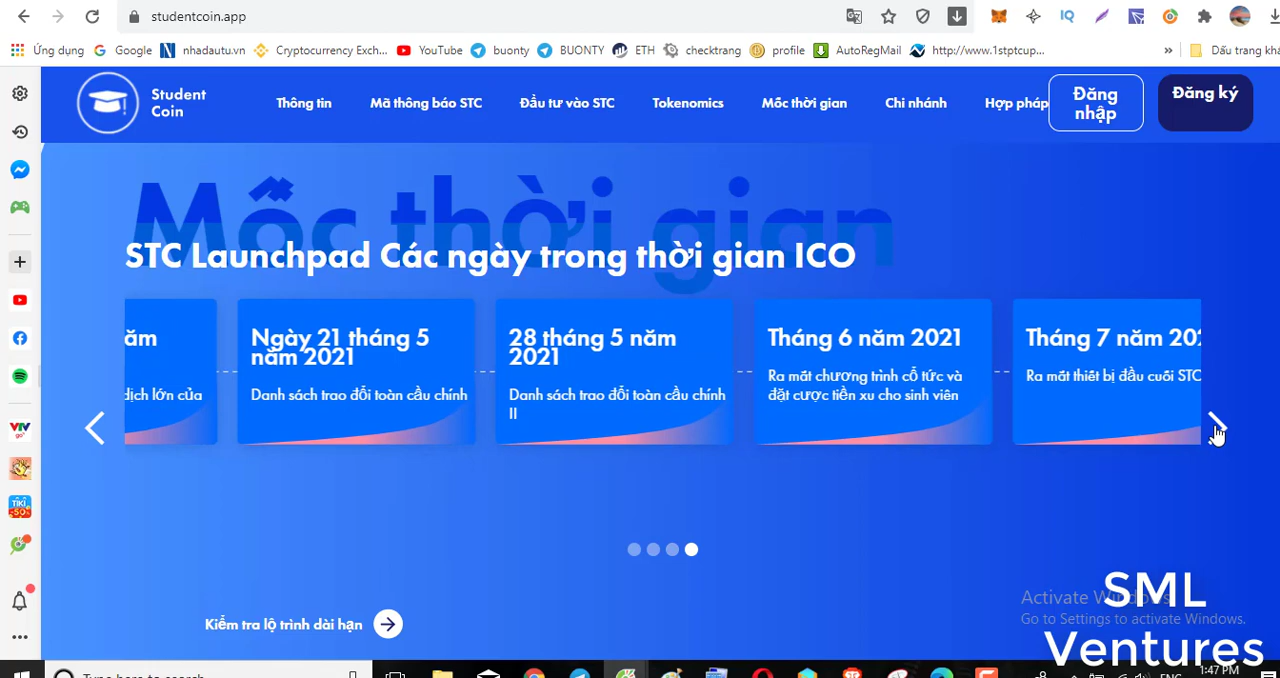 studentcoin.app
Ứng dụng
Google
nhadautu.vn
Cryptocurrency Exch...
YouTube
buonty
BUONTY
ETH
checktrang
profile
AutoRegMail
http://www.1stptcup...
»
Dấu trang khá
Student
Coin
Thông tin
Mã thông báo STC
Đầu tư vào STC
Tokenomics
Mốc thời gian
Chi nhánh
Hợp pháp
Đăng
nhập
Đăng ký
Mốc thời gian
STC Launchpad Các ngày trong thời gian ICO
ăm
dịch lớn của
Ngày 21 tháng 5
năm 2021
Danh sách trao đổi toàn cầu chính
28 tháng 5 năm
2021
Danh sách trao đổi toàn cầu chính
II
Tháng 6 năm 2021
Ra mắt chương trình cổ tức và
đặt cược tiền xu cho sinh viên
Tháng 7 năm 202
Ra mắt thiết bị đầu cuối STC
Kiểm tra lộ trình dài hạn
Activate Windows
Go to Settings to activate Windows.
SML
Ventures
Type here to search
ENG
1:47 PM